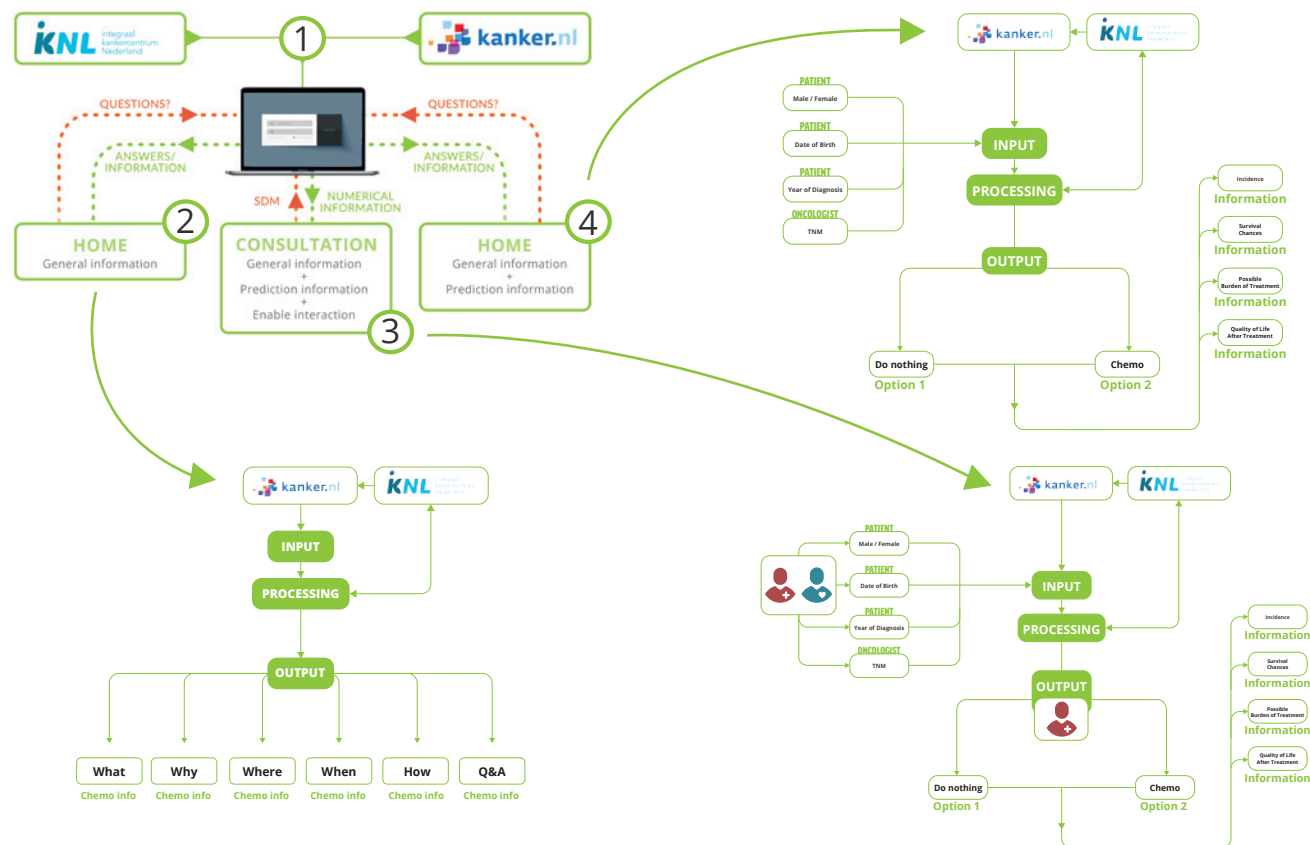 iKNL integraal
kankercentrum
Nederland
1
kanker.nl
QUESTIONS?
QUESTIONS?
ANSWERS/
INFORMATION
ANSWERS/
INFORMATION
SDM
NUMERICAL
INFORMATION
2
HOME
General information
CONSULTATION
General information
+
Prediction information
+
Enable interaction
3
HOME
General information
+
Prediction information
4
kanker.nl
iKNL
PATIENT
Male / Female
PATIENT
Date of Birth
PATIENT
Year of Diagnosis
ONCOLOGIST
TNM
INPUT
PROCESSING
OUTPUT
Do nothing
Option 1
Chemo
Option 2
Incidence
Information
Survival
Chances
Information
Possible
Burden of Treatment
Information
Quality of Life
After Treatment
Information
kanker.nl
iKNL
INPUT
PROCESSING
OUTPUT
What
Why
Where
When
How
Q&A
Chemo info
Chemo info
Chemo info
Chemo info
Chemo info
Chemo info
kanker.nl
iKNL
PATIENT
Male / Female
PATIENT
Date of Birth
PATIENT
Year of Diagnosis
ONCOLOGIST
TNM
INPUT
PROCESSING
OUTPUT
Do nothing
Option 1
Chemo
Option 2
Incidence
Information
Survival
Chances
Information
Possible
Burden of Treatment
Information
Quality of Life
After Treatment
Information